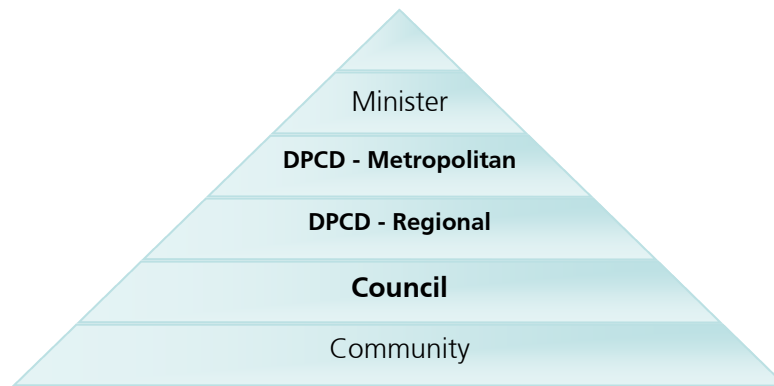 Minister
DPCD - Metropolitan
DPCD - Regional
Council
Community